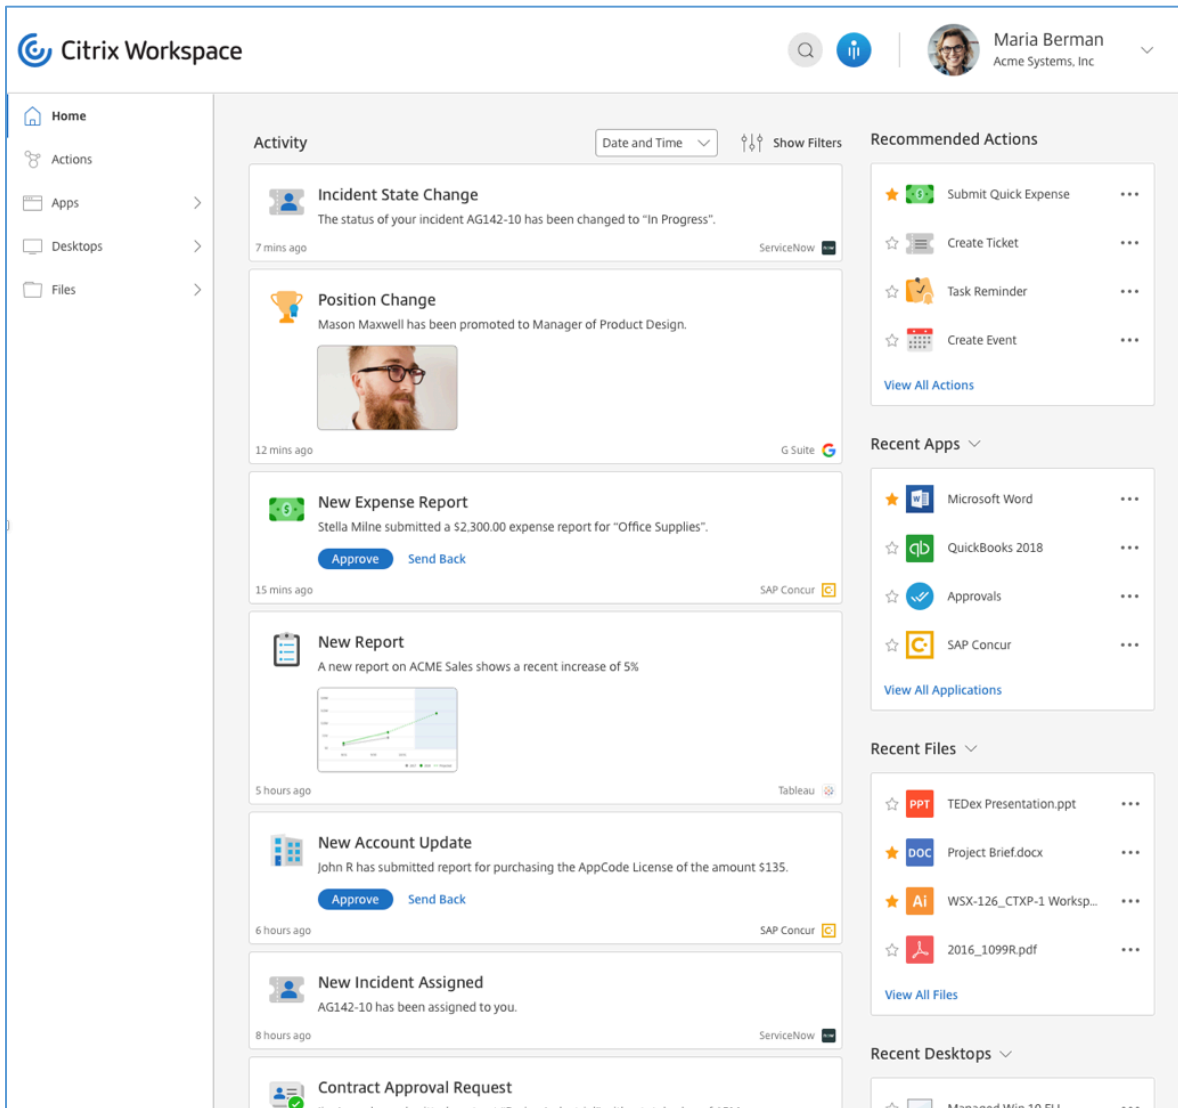 Citrix Workspace
Maria Berman
Acme Systems, Inc
Home
Actions
Apps
Desktops
Files
Activity
Date and Time
Show Filters
Incident State Change
The status of your incident AG142-10 has been changed to “In Progress”.
7 mins ago
ServiceNow
Position Change
Mason Maxwell has been promoted to Manager of Product Design.
12 mins ago
G Suite
New Expense Report
Stella Milne submitted a $2,300.00 expense report for “Office Supplies”.
Approve
Send Back
15 mins ago
SAP Concur
New Report
A new report on ACME Sales shows a recent increase of 5%
5 hours ago
Tableau
New Account Update
John R has submitted report for purchasing the AppCode License of the amount $135.
Approve
Send Back
6 hours ago
SAP Concur
New Incident Assigned
AG142-10 has been assigned to you.
8 hours ago
ServiceNow
Contract Approval Request
Recommended Actions
Submit Quick Expense
Create Ticket
Task Reminder
Create Event
View All Actions
Recent Apps
Microsoft Word
QuickBooks 2018
Approvals
SAP Concur
View All Applications
Recent Files
PPT TEDex Presentation.ppt
DOC Project Brief.docx
Ai WSX-126_CTXP-1 Worksp...
2016_1099R.pdf
View All Files
Recent Desktops